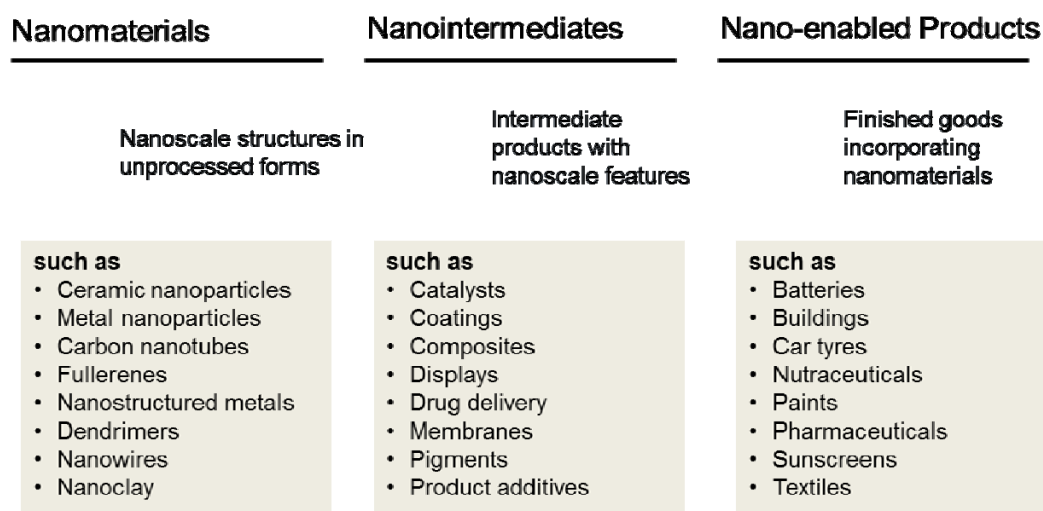 Nanomaterials
Nanointermediates
Nano-enabled Products
Nanoscale structures in
unprocessed forms
Intermediate
products with
nanoscale features
Finished goods
incorporating
nanomaterials
such as
• Ceramic nanoparticles
• Metal nanoparticles
• Carbon nanotubes
• Fullerenes
• Nanostructured metals
• Dendrimers
• Nanowires
• Nanoclay
such as
• Catalysts
• Coatings
• Composites
• Displays
• Drug delivery
• Membranes
• Pigments
• Product additives
such as
• Batteries
• Buildings
• Car tyres
• Nutraceuticals
• Paints
• Pharmaceuticals
• Sunscreens
• Textiles